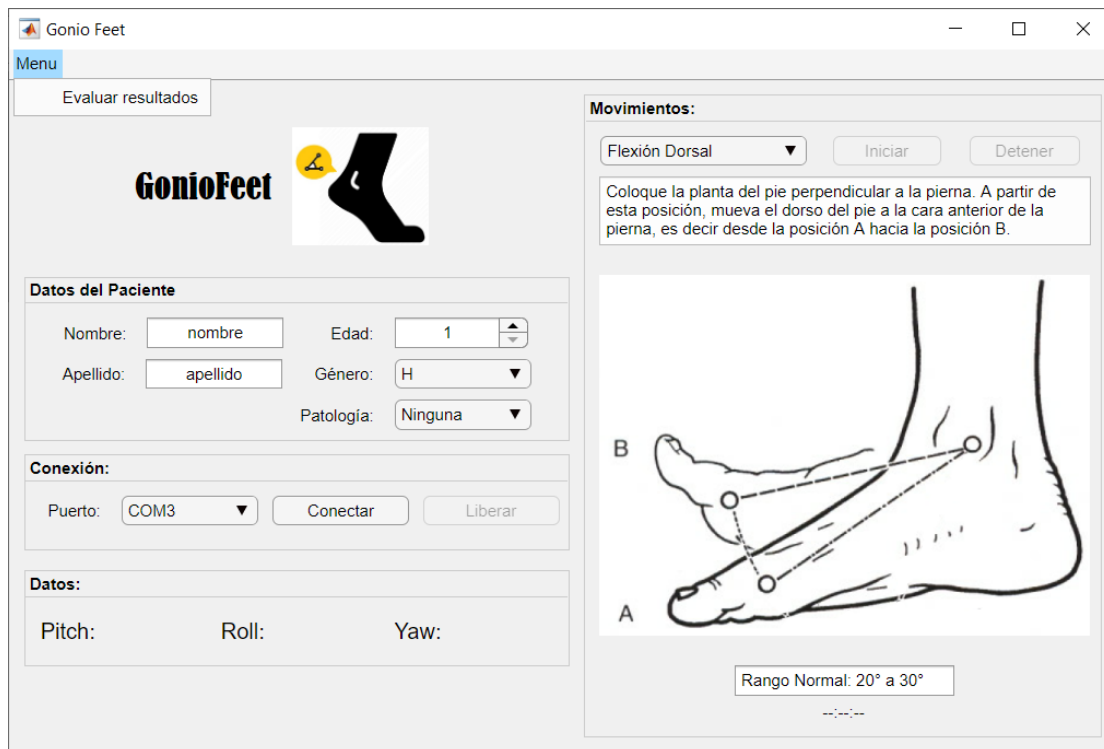 Gonio Feet
Menu
Evaluar resultados
GonioFeet
Datos del Paciente
Nombre: nombre Edad: 1
Apellido: apellido Género: H
Patología: Ninguna
Conexión:
Puerto: COM3 Conectar Liberar
Datos:
Pitch: Roll: Yaw:
Movimientos:
Flexión Dorsal Iniciar Detener
Coloque la planta del pie perpendicular a la pierna. A partir de
esta posición, mueva el dorso del pie a la cara anterior de la
pierna, es decir desde la posición A hacia la posición B.
B
A
Rango Normal: 20° a 30°
--:--:--